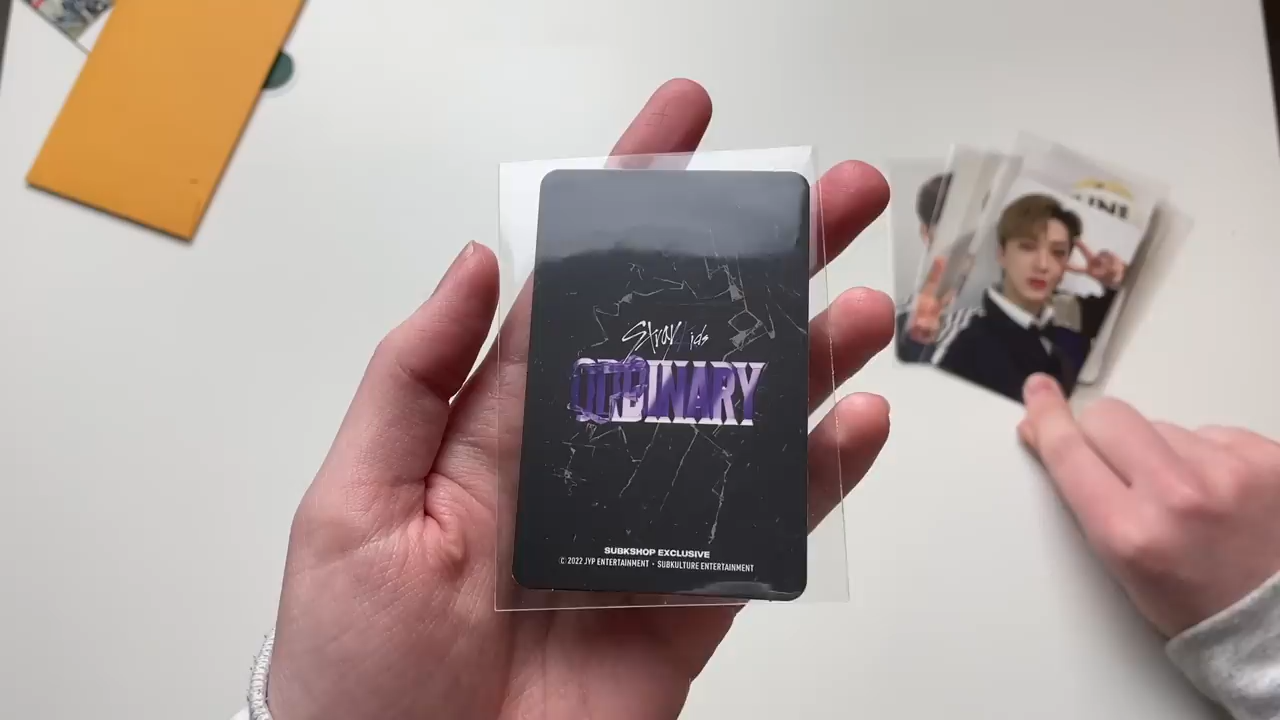 Stray Kids
ODDINARY
SUBKSHOP EXCLUSIVE
© 2022 JYP ENTERTAINMENT · SUBKULTURE ENTERTAINMENT